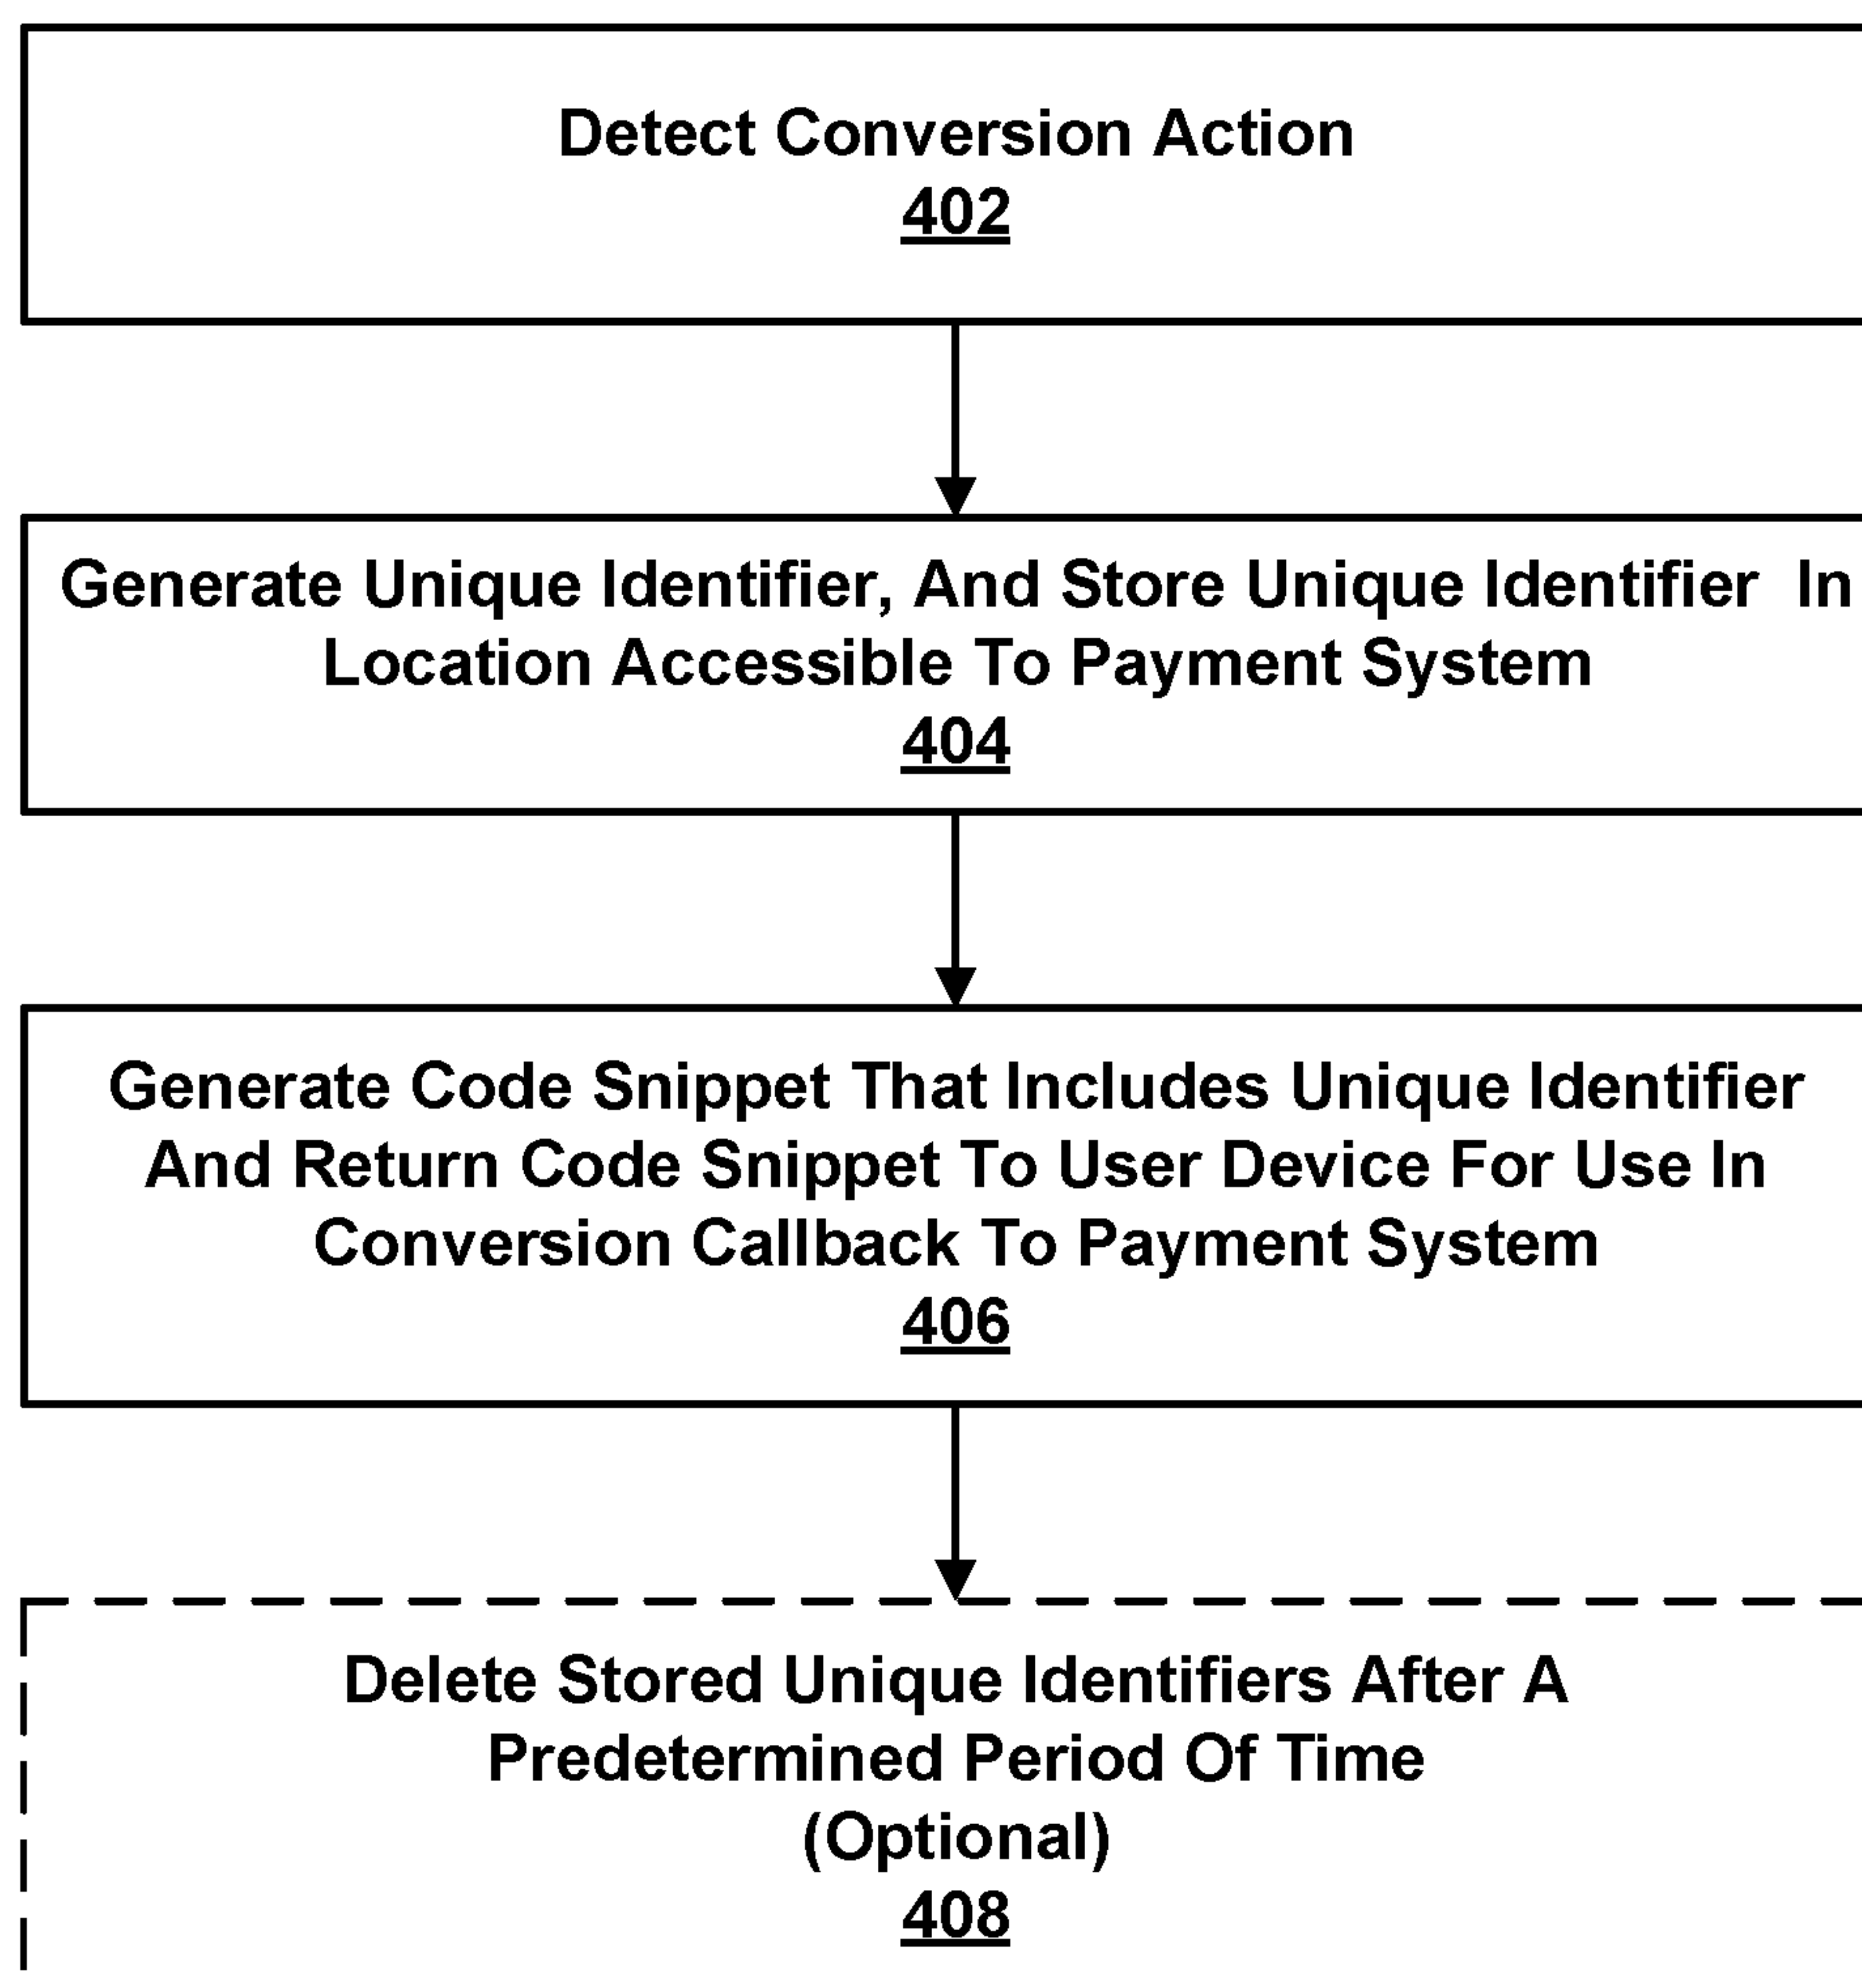 Detect Conversion Action
402
Generate Unique Identifier, And Store Unique Identifier In
Location Accessible To Payment System
404
Generate Code Snippet That Includes Unique Identifier
And Return Code Snippet To User Device For Use In
Conversion Callback To Payment System
406
Delete Stored Unique Identifiers After A
Predetermined Period Of Time
(Optional)
408